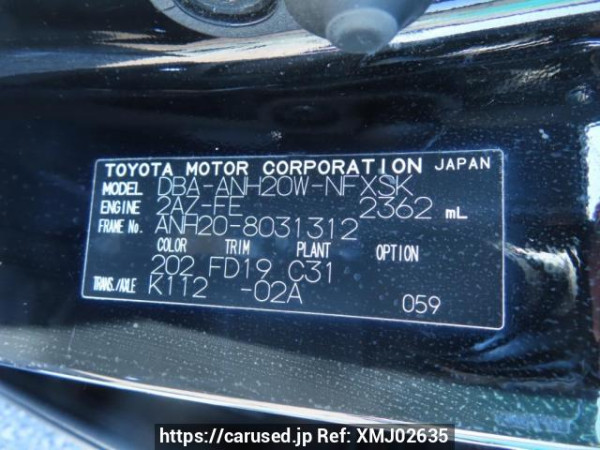 TOYOTA MOTOR CORPORATION JAPAN
MODEL DBA-ANH20W-NFXSK
ENGINE 2AZ-FE 2362 mL
FRAME No. ANH20-8031312
COLOR TRIM PLANT OPTION
202 FD19 C31
TRANS./AXLE K112 -02A 059
https://carused.jp Ref: XMJ02635